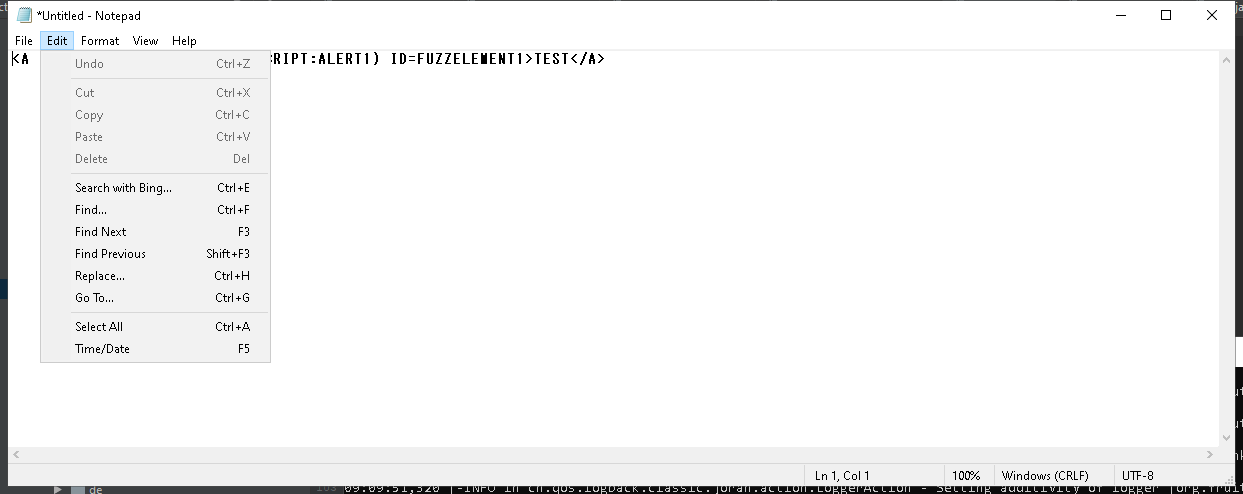 *Untitled - Notepad
File Edit Format View Help
<A RIPT:ALERT1) ID=FUZZELEMENT1>TEST</A>
Undo Ctrl+Z
Cut Ctrl+X
Copy Ctrl+C
Paste Ctrl+V
Delete Del
Search with Bing... Ctrl+E
Find... Ctrl+F
Find Next F3
Find Previous Shift+F3
Replace... Ctrl+H
Go To... Ctrl+G
Select All Ctrl+A
Time/Date F5
Ln 1, Col 1 100% Windows (CRLF) UTF-8
de 09:09:51,320 |-INFO in ch.qos.logback.classic.joran.action.LoggerAction - Setting additivity of logger